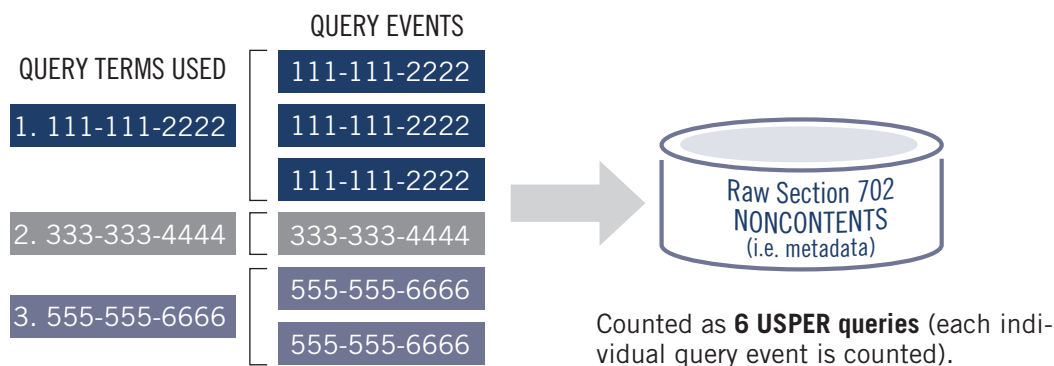 QUERY EVENTS
QUERY TERMS USED
1. 111-111-2222
111-111-2222
111-111-2222
111-111-2222
2. 333-333-4444
333-333-4444
3. 555-555-6666
555-555-6666
555-555-6666
Raw Section 702
NONCONTENTS
(i.e. metadata)
Counted as 6 USPER queries (each indi-
vidual query event is counted).